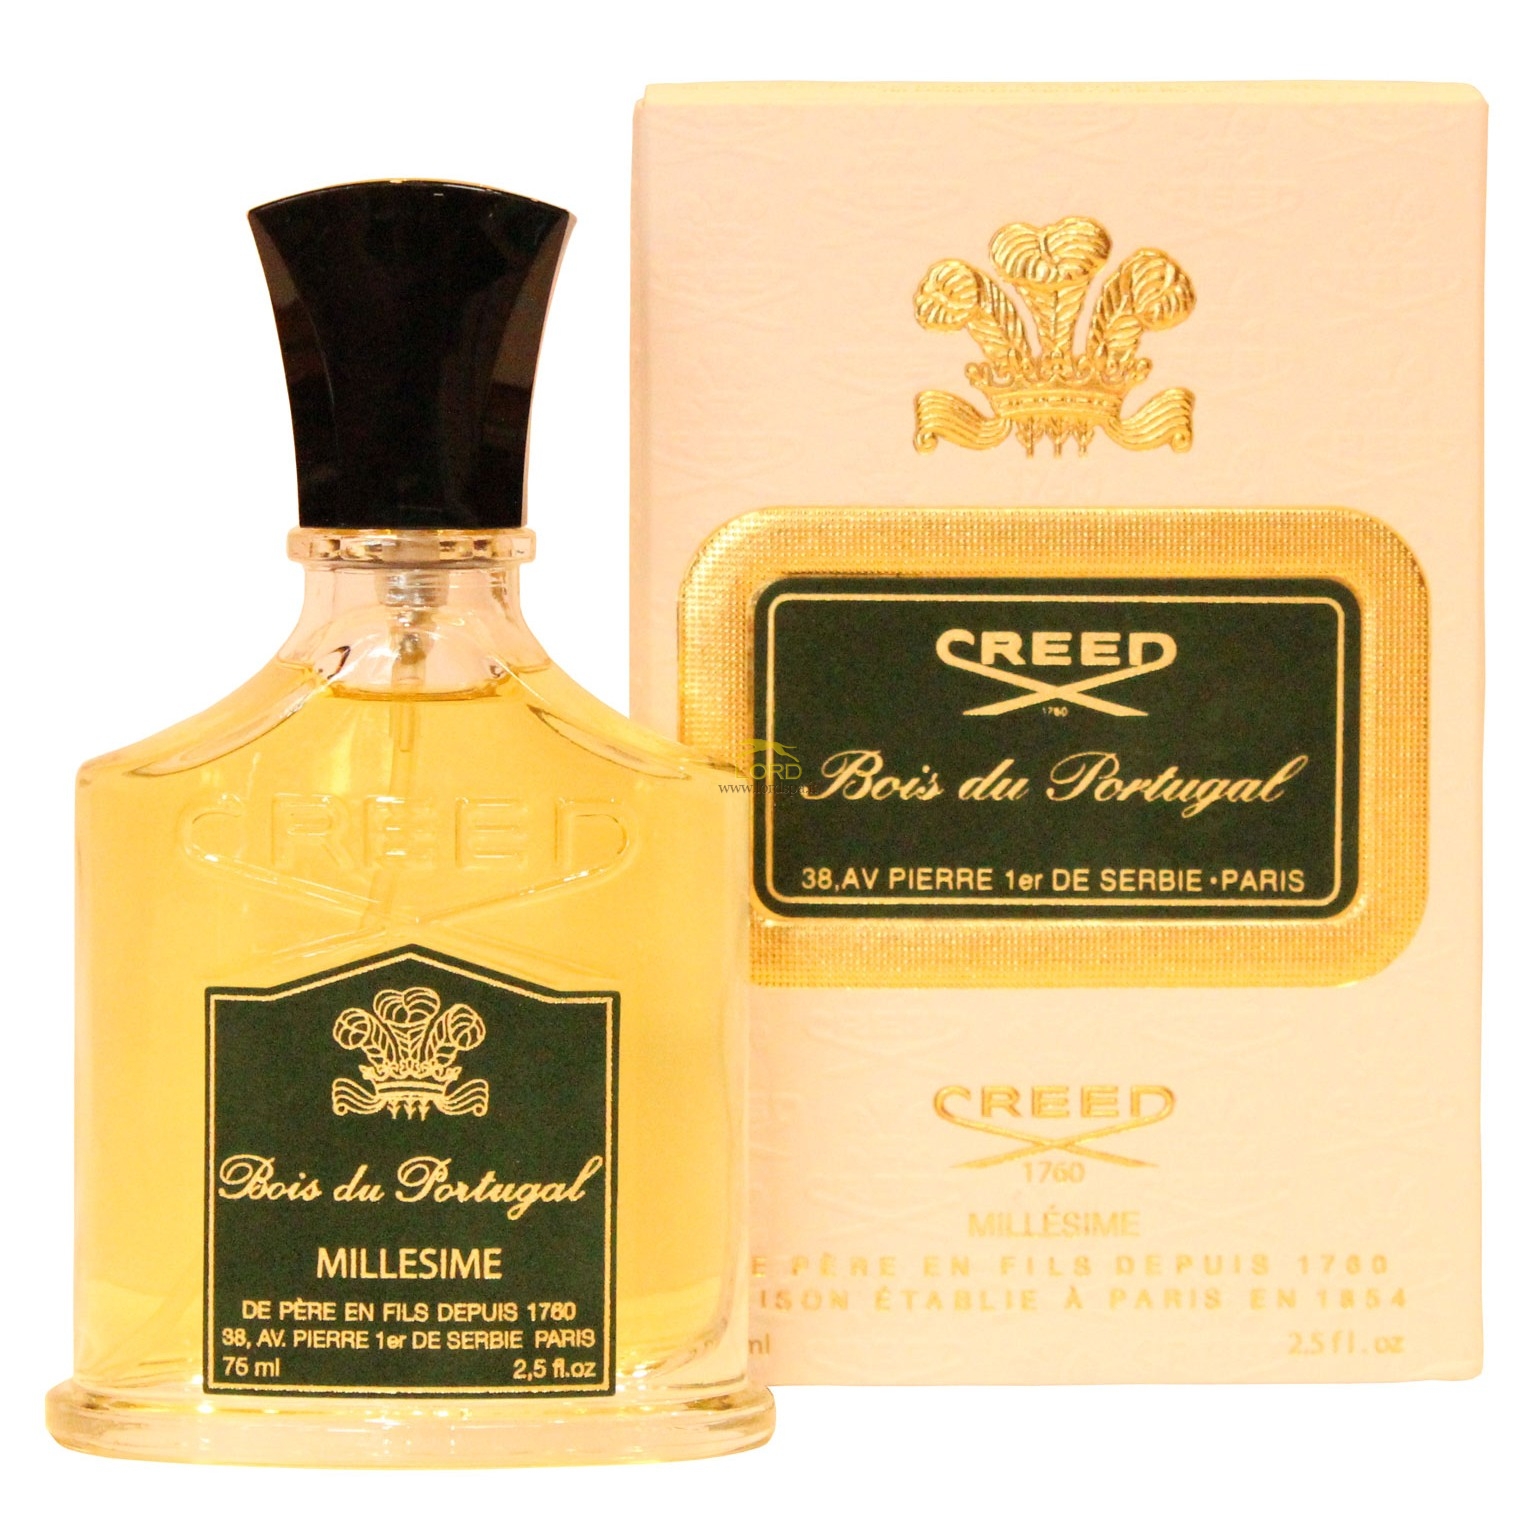 CREED
Bois du Portugal
MILLESIME
DE PÈRE EN FILS DEPUIS 1760
38, AV. PIERRE 1er DE SERBIE PARIS
75 ml 2,5 fl.oz
CREED
1760
Bois du Portugal
38,AV PIERRE 1er DE SERBIE•PARIS
CREED
1760
MILLÉSIME
E PÈRE EN FILS DEPUIS 1760
ISON ÉTABLIE À PARIS EN 1854
ml 2.5 fl.oz
LORD